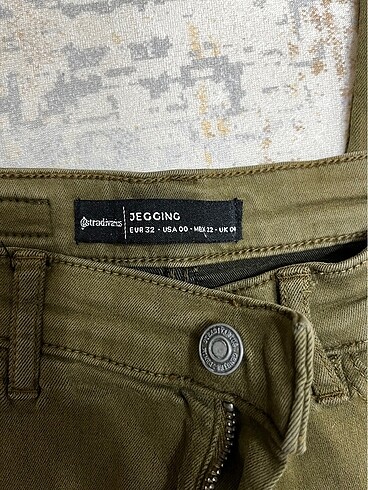 stradivarius
JEGGING
EUR 32 - USA 00 - MEX 22 - UK 04